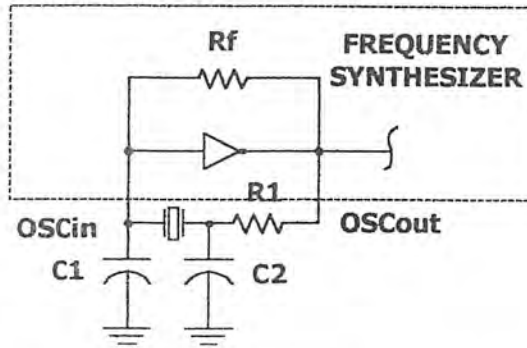 Rf
FREQUENCY
SYNTHESIZER
R1
OSCin
OSCout
C1
C2